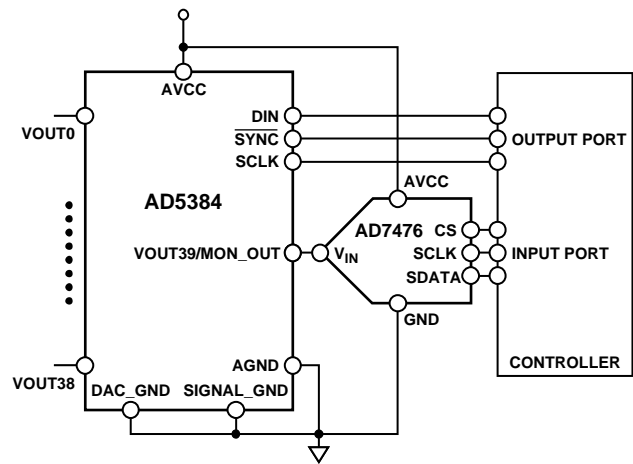 AVCC
VOUT0
DIN
SYNC
SCLK
OUTPUT PORT
AD5384
AVCC
AD7476
VOUT39/MON_OUT
VIN
CS
SCLK
SDATA
INPUT PORT
GND
VOUT38
AGND
DAC_GND
SIGNAL_GND
CONTROLLER